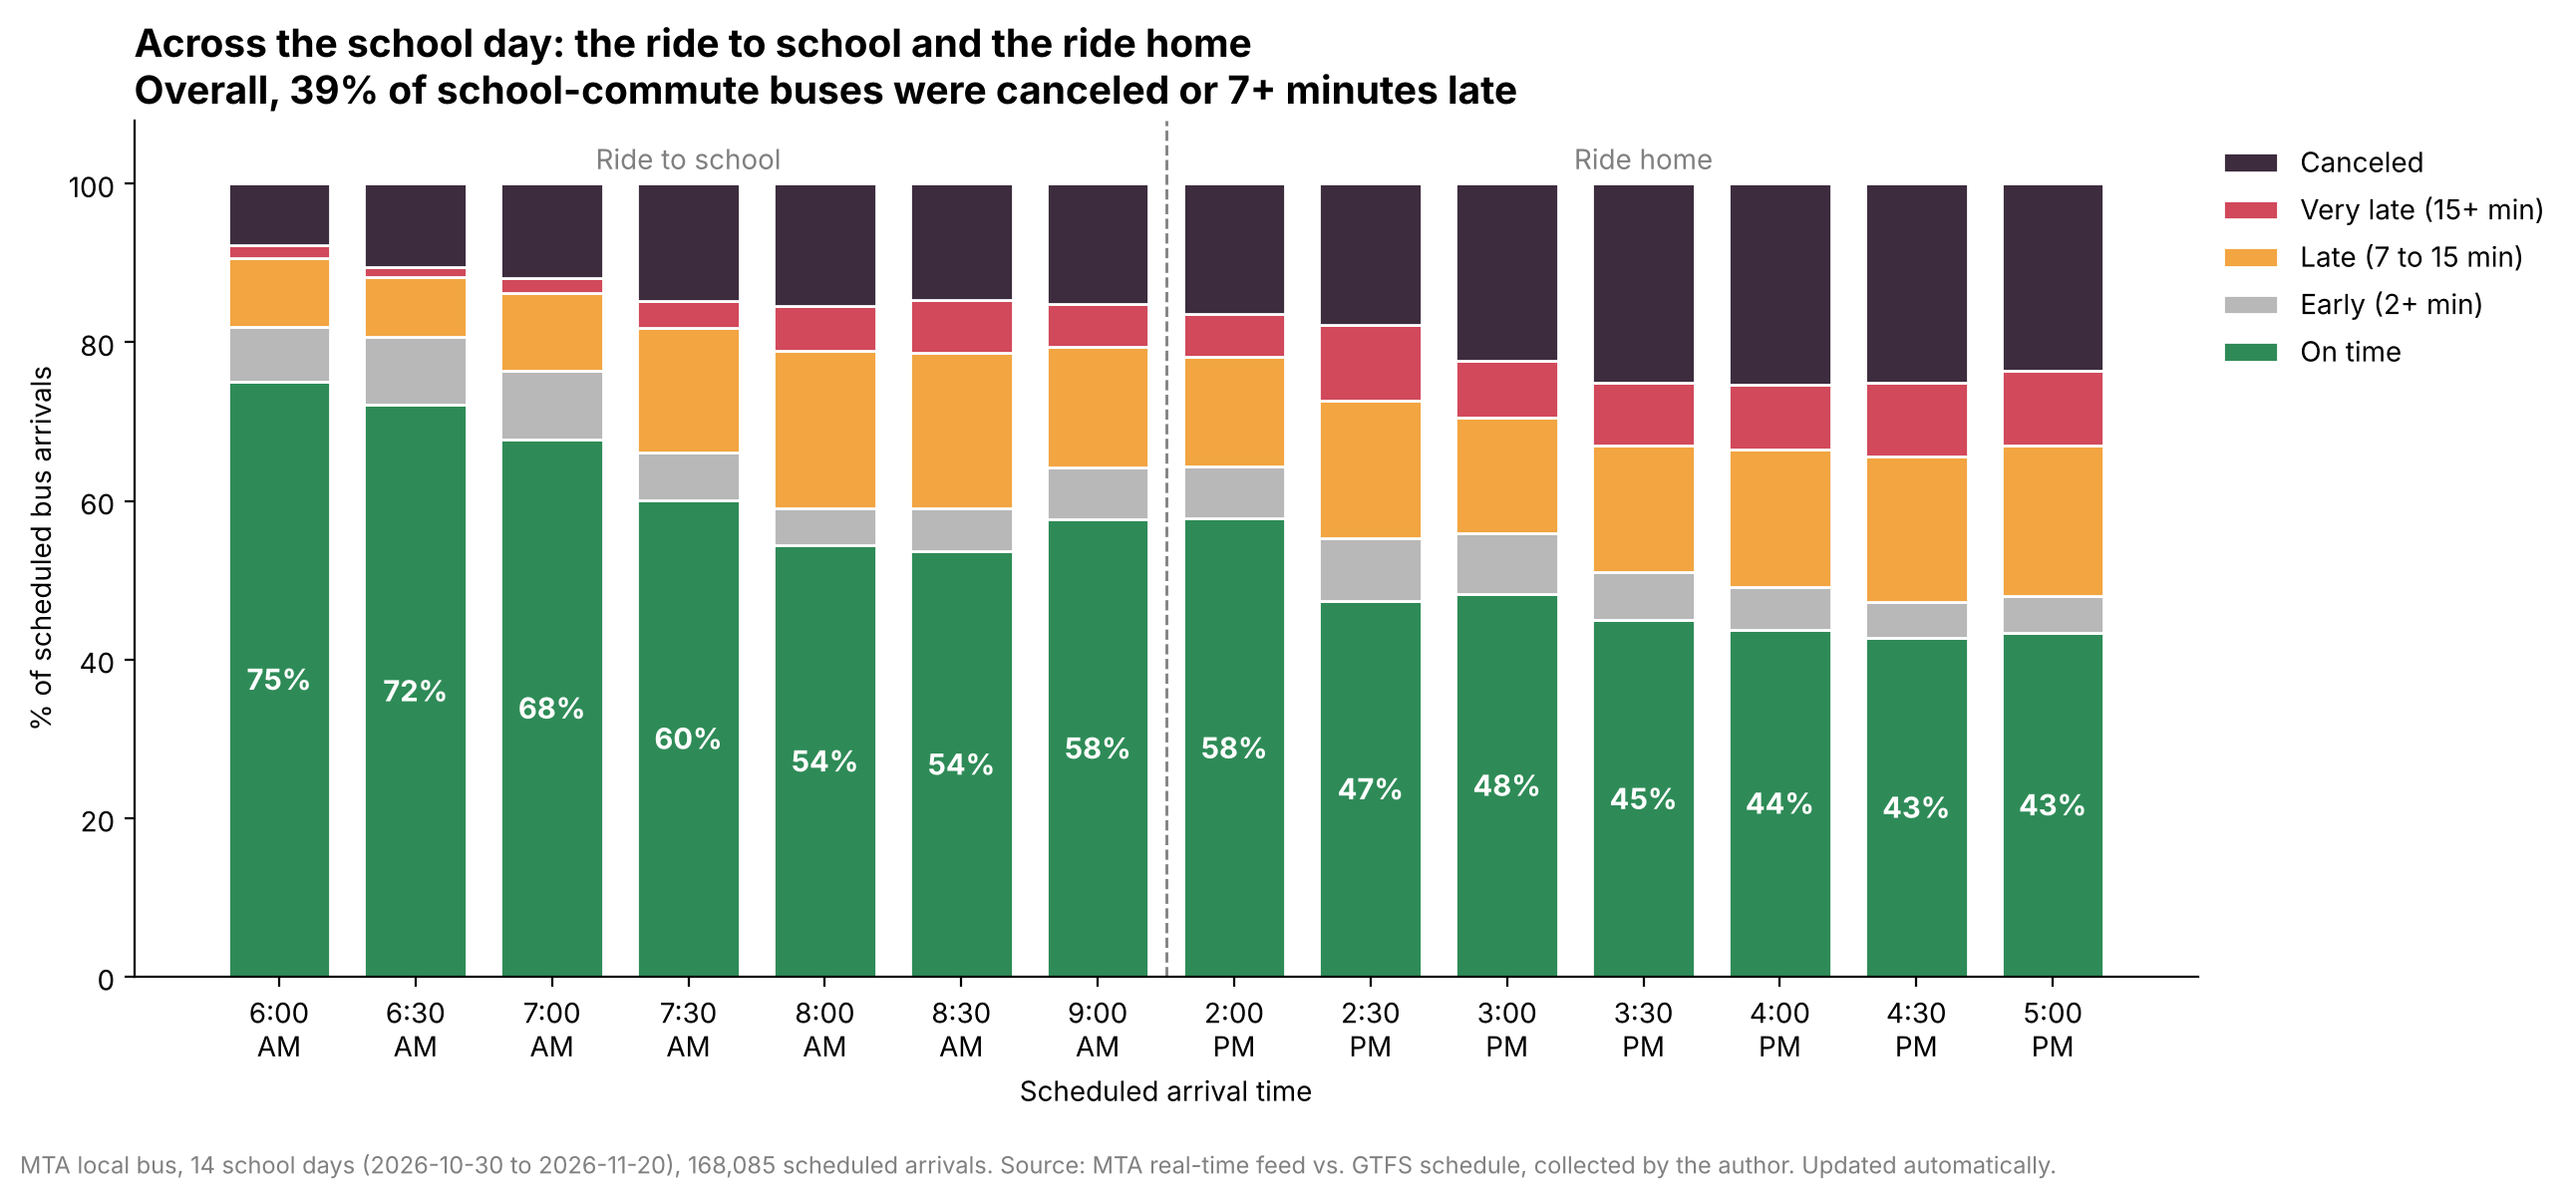 Across the school day: the ride to school and the ride home
Overall, 39% of school-commute buses were canceled or 7+ minutes late
Ride to school
Ride home
Canceled
Very late (15+ min)
Late (7 to 15 min)
Early (2+ min)
On time
% of scheduled bus arrivals
100
80
60
40
20
0
75%
72%
68%
60%
54%
54%
58%
58%
47%
48%
45%
44%
43%
43%
6:00 AM
6:30 AM
7:00 AM
7:30 AM
8:00 AM
8:30 AM
9:00 AM
2:00 PM
2:30 PM
3:00 PM
3:30 PM
4:00 PM
4:30 PM
5:00 PM
Scheduled arrival time
MTA local bus, 14 school days (2026-10-30 to 2026-11-20), 168,085 scheduled arrivals. Source: MTA real-time feed vs. GTFS schedule, collected by the author. Updated automatically.